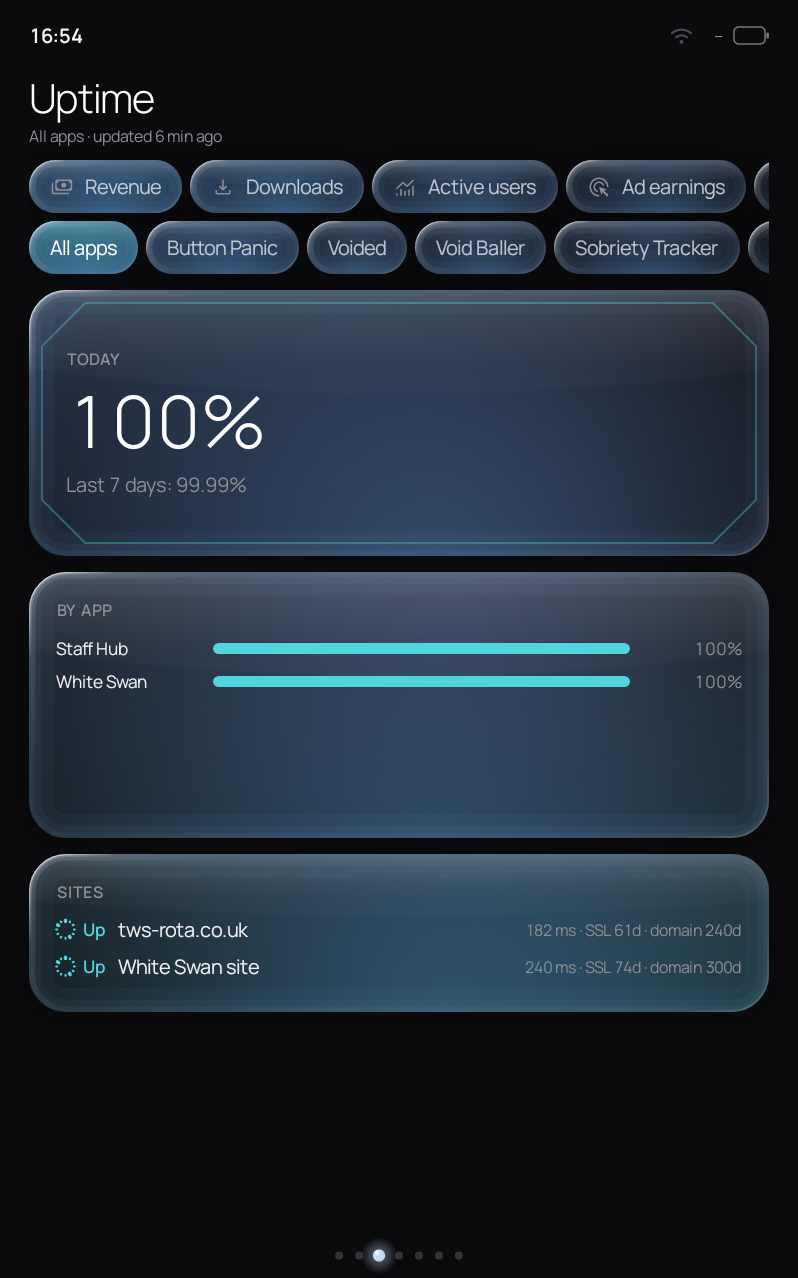 16:54
–
Uptime
All apps · updated 6 min ago
Revenue
Downloads
Active users
Ad earnings
All apps
Button Panic
Voided
Void Baller
Sobriety Tracker
TODAY
100%
Last 7 days: 99.99%
BY APP
Staff Hub 100%
White Swan 100%
SITES
Up tws-rota.co.uk 182 ms · SSL 61d · domain 240d
Up White Swan site 240 ms · SSL 74d · domain 300d